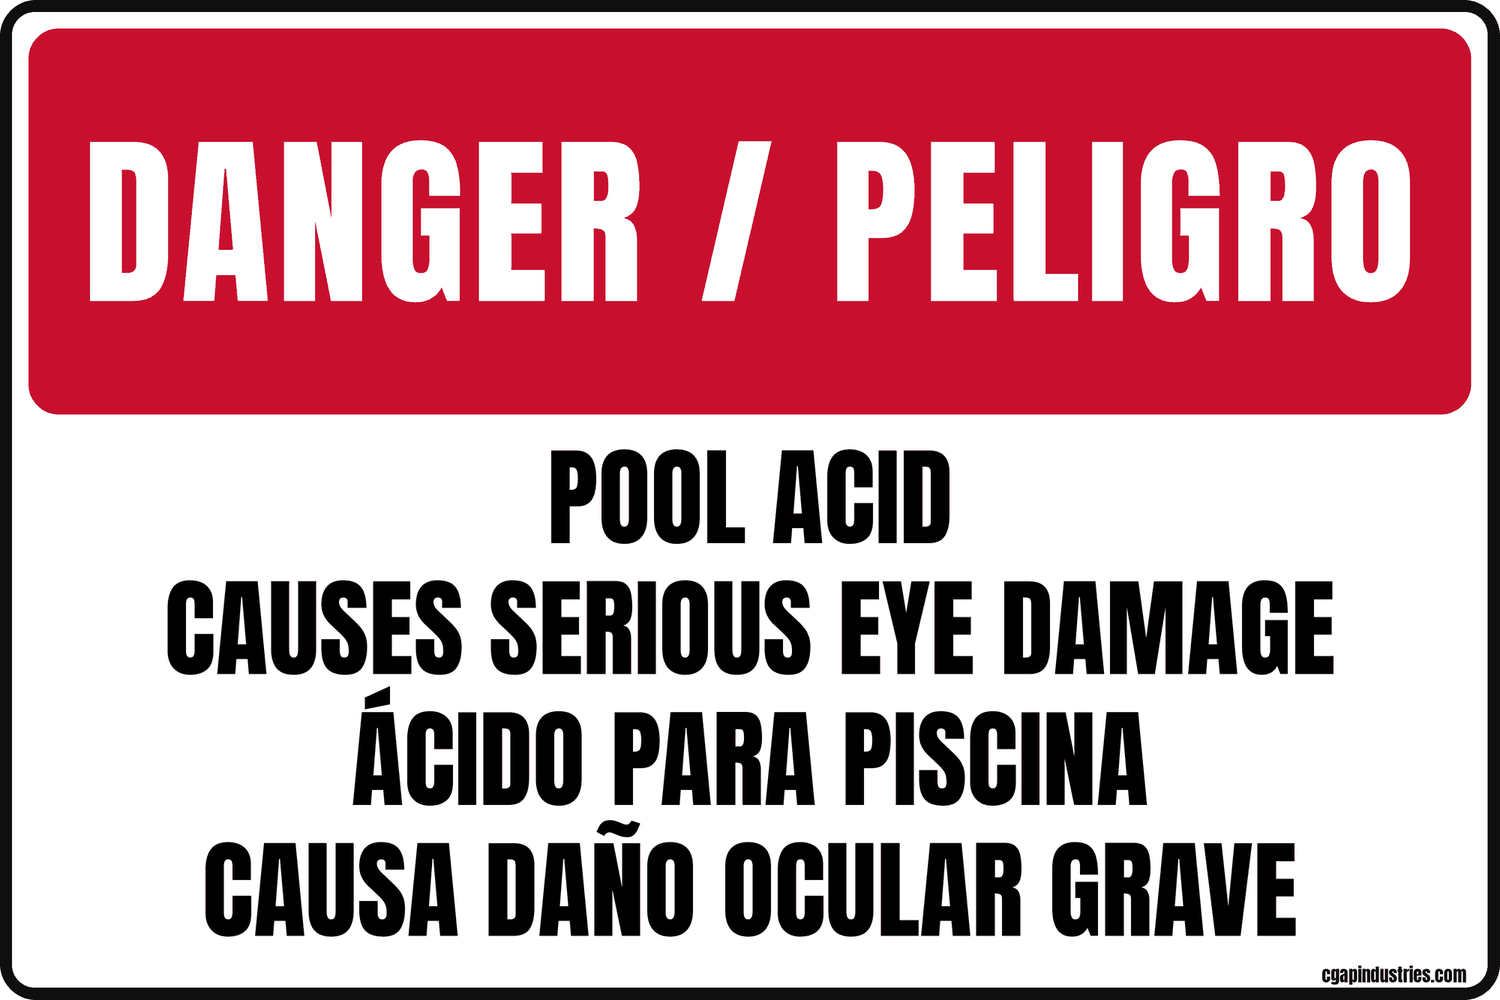 DANGER / PELIGRO
POOL ACID
CAUSES SERIOUS EYE DAMAGE
ÁCIDO PARA PISCINA
CAUSA DAÑO OCULAR GRAVE
cgapindustries.com